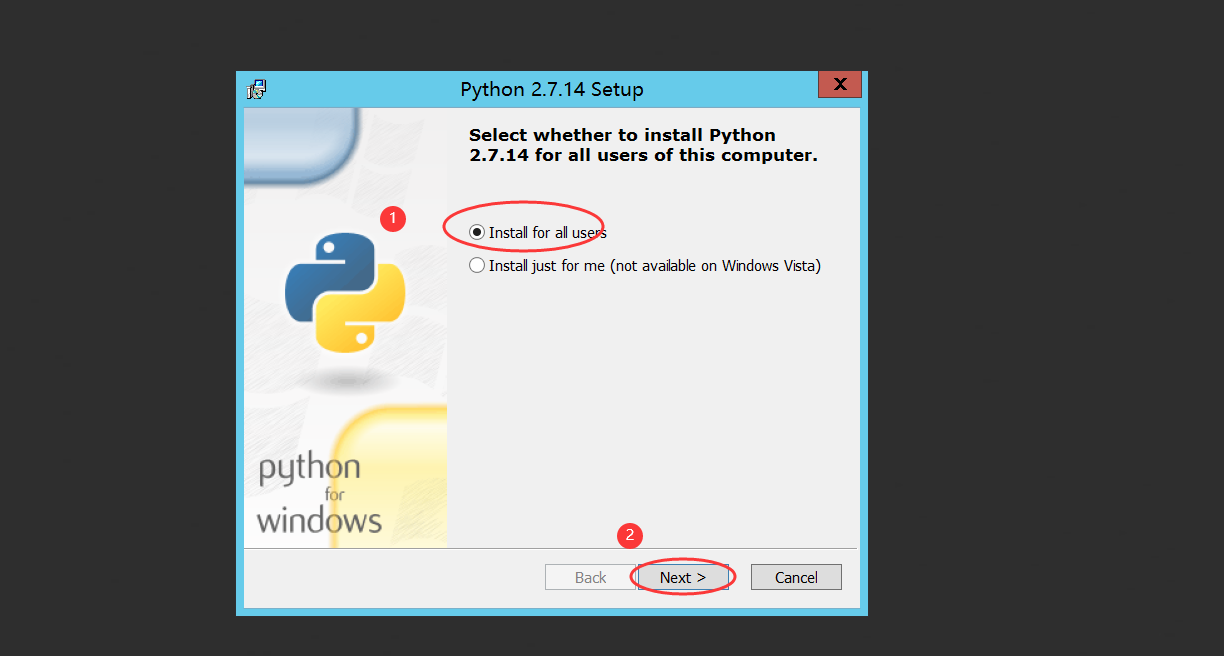 Python 2.7.14 Setup
X
Select whether to install Python
2.7.14 for all users of this computer.
1
Install for all users
Install just for me (not available on Windows Vista)
python
for
windows
2
Back
Next >
Cancel